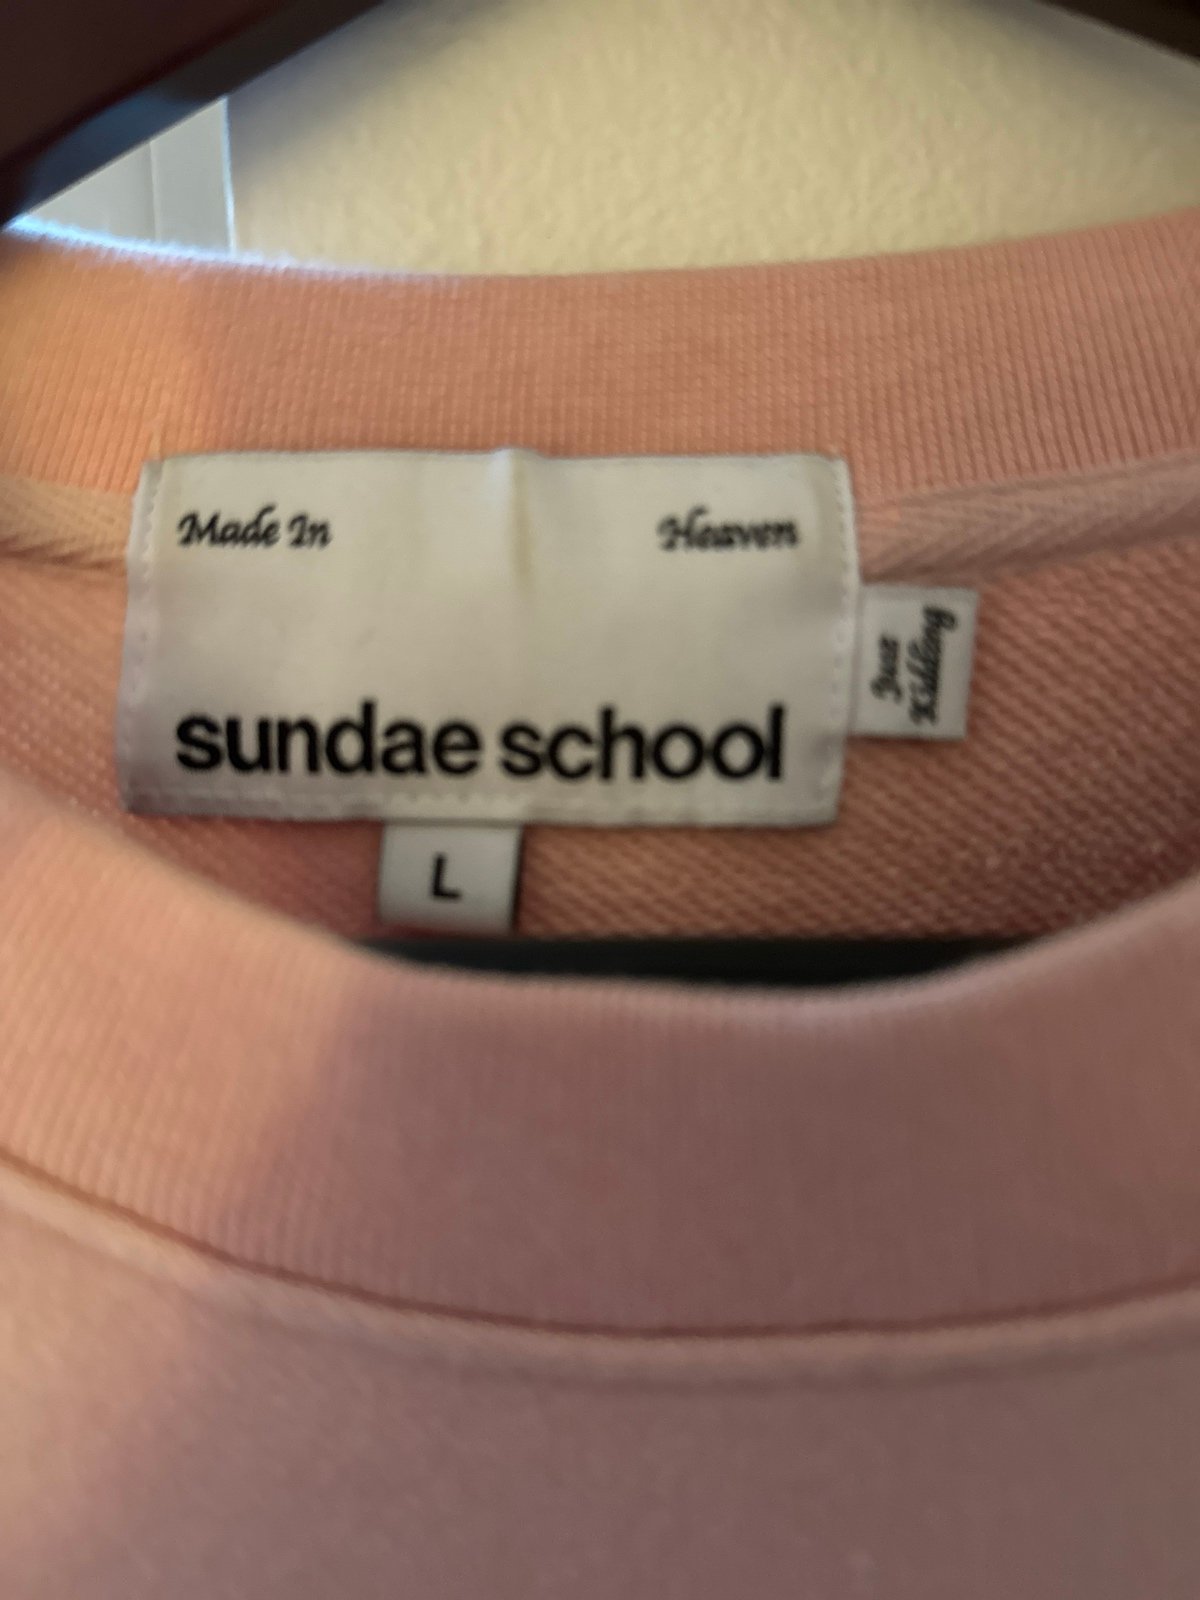 Made In Heaven
sundae school
Just
Kidding
L